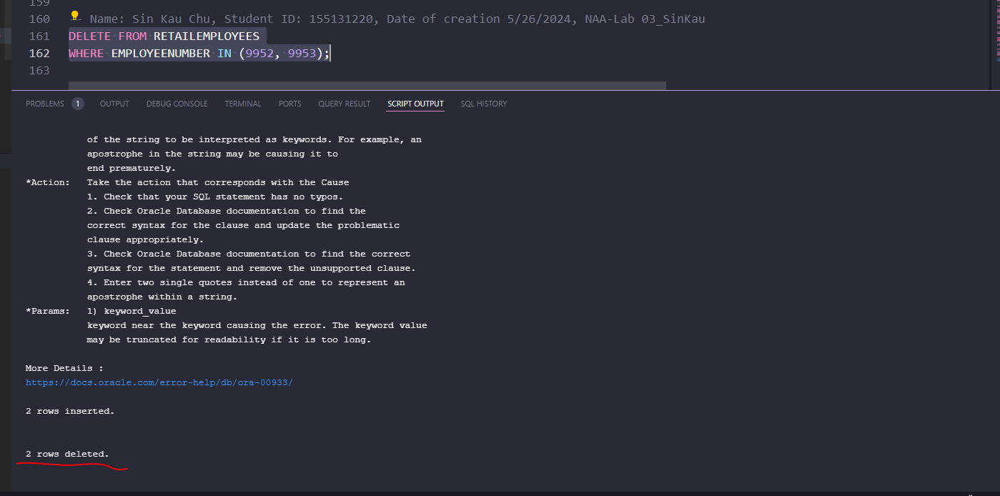 159
160 -- Name: Sin Kau Chu, Student ID: 155131220, Date of creation 5/26/2024, NAA-Lab 03_SinKau
161 DELETE FROM RETAILEMPLOYEES
162 WHERE EMPLOYEENUMBER IN (9952, 9953);
163
PROBLEMS 1 OUTPUT DEBUG CONSOLE TERMINAL PORTS QUERY RESULT SCRIPT OUTPUT SQL HISTORY
of the string to be interpreted as keywords. For example, an
apostrophe in the string may be causing it to
end prematurely.
*Action: Take the action that corresponds with the Cause
1. Check that your SQL statement has no typos.
2. Check Oracle Database documentation to find the
correct syntax for the clause and update the problematic
clause appropriately.
3. Check Oracle Database documentation to find the correct
syntax for the statement and remove the unsupported clause.
4. Enter two single quotes instead of one to represent an
apostrophe within a string.
*Params: 1) keyword_value
keyword near the keyword causing the error. The keyword value
may be truncated for readability if it is too long.
More Details :
https://docs.oracle.com/error-help/db/ora-00933/
2 rows inserted.
2 rows deleted.